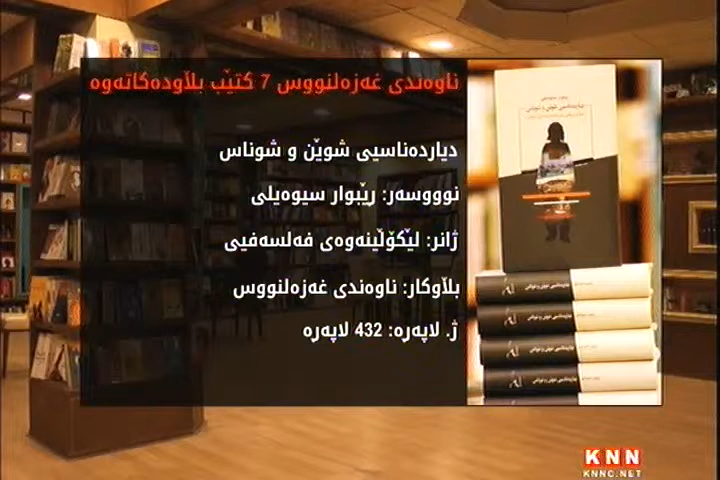 ناوەندی غەزەلنووس 7 کتێب بڵاودەکاتەوە
دیاردەناسیی شوێن و شوناس
نوووسەر: ڕێبوار سیوەیلی
ژانر: لێکۆڵینەوەی فەلسەفیی
بڵاوکار: ناوەندی غەزەلنووس
ژ. لاپەڕە: 432 لاپەڕە
KNN
KNNC.NET